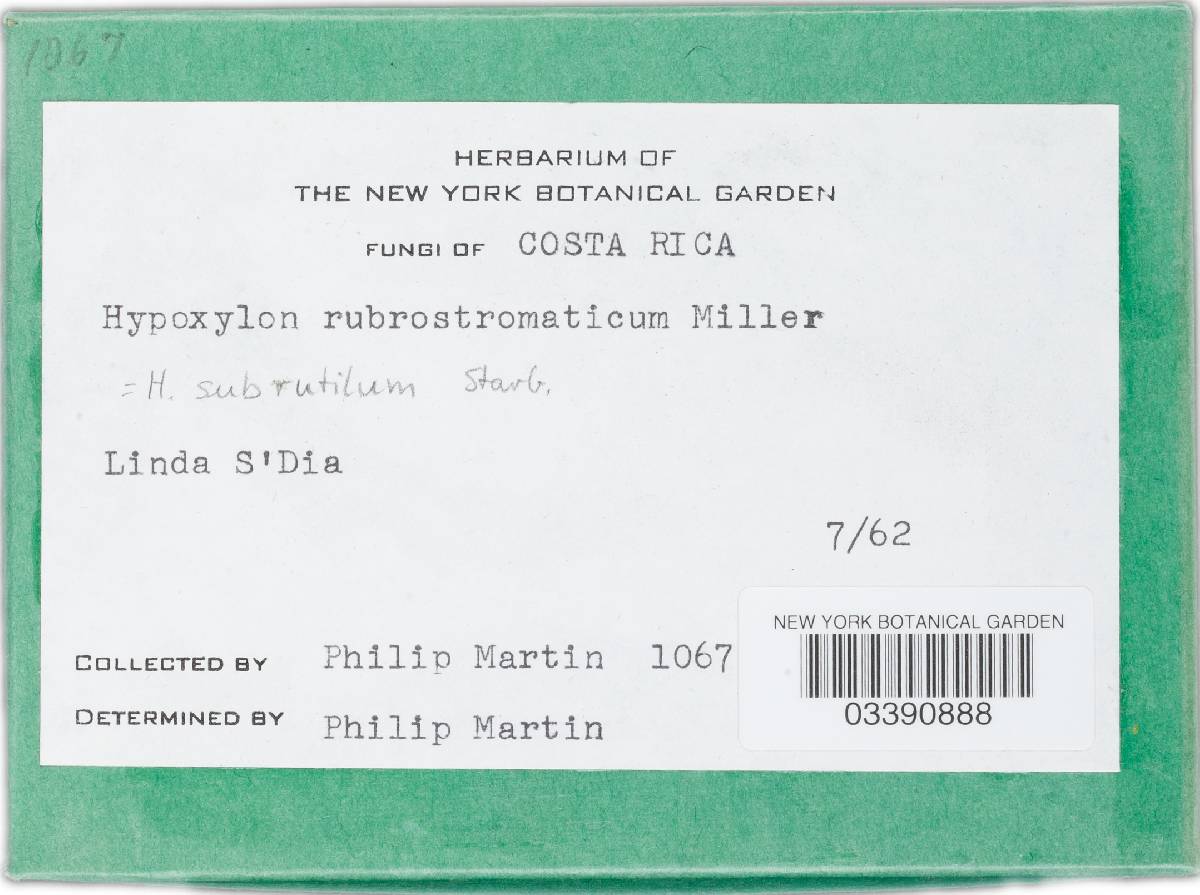 1067
HERBARIUM OF
THE NEW YORK BOTANICAL GARDEN
FUNGI OF COSTA RICA
Hypoxylon rubrostromaticum Miller
= H. subrutilum Starb.
Linda S'Dia
7/62
COLLECTED BY Philip Martin 1067
DETERMINED BY Philip Martin
NEW YORK BOTANICAL GARDEN
03390888